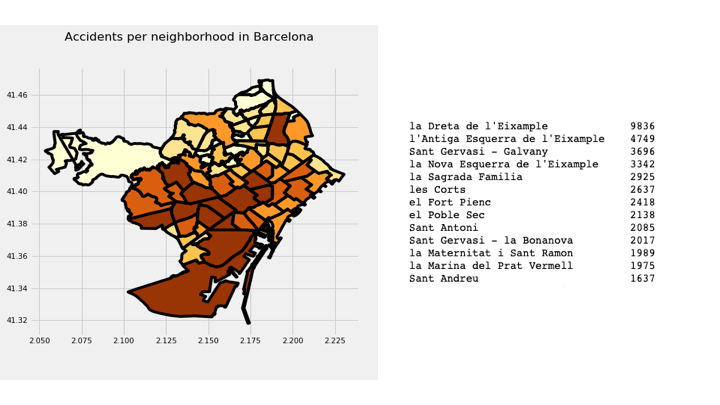 Accidents per neighborhood in Barcelona
41.46
41.44
41.42
41.40
41.38
41.36
41.34
41.32
2.050 2.075 2.100 2.125 2.150 2.175 2.200 2.225
la Dreta de l'Eixample 9836
l'Antiga Esquerra de l'Eixample 4749
Sant Gervasi - Galvany 3696
la Nova Esquerra de l'Eixample 3342
la Sagrada Familia 2925
les Corts 2637
el Fort Pienc 2418
el Poble Sec 2138
Sant Antoni 2085
Sant Gervasi - la Bonanova 2017
la Maternitat i Sant Ramon 1989
la Marina del Prat Vermell 1975
Sant Andreu 1637